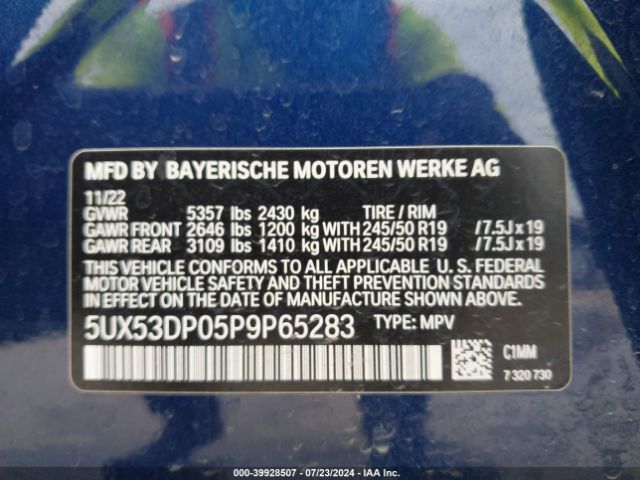 MFD BY BAYERISCHE MOTOREN WERKE AG
11/22
GVWR 5357 lbs 2430 kg TIRE / RIM
GAWR FRONT 2646 lbs 1200 kg WITH 245/50 R19 /7.5J x 19
GAWR REAR 3109 lbs 1410 kg WITH 245/50 R19 /7.5J x 19
THIS VEHICLE CONFORMS TO ALL APPLICABLE U. S. FEDERAL
MOTOR VEHICLE SAFETY AND THEFT PREVENTION
STANDARDS IN EFFECT ON THE DATE OF MANUFACTURE SHOWN ABOVE.
5UX53DP05P9P65283 TYPE: MPV
C1MM
7 320 730
000-39928507 / 07/23/2024 - IAA Inc.